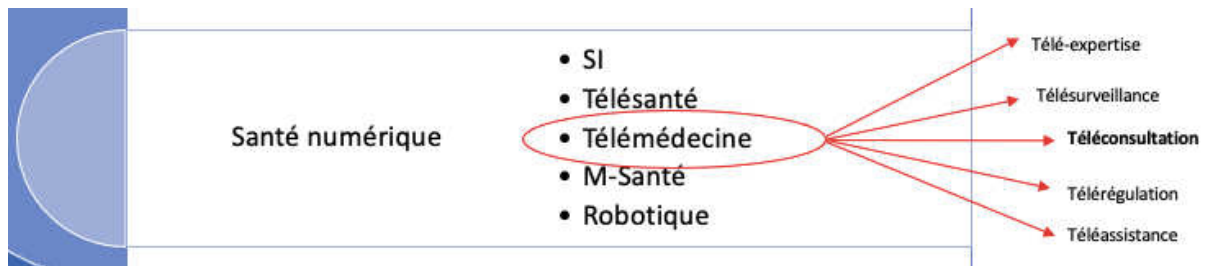 Santé numérique
• SI
• Télésanté
• Télémédecine
• M-Santé
• Robotique
Télé-expertise
Télésurveillance
Téléconsultation
Télérégulation
Téléassistance